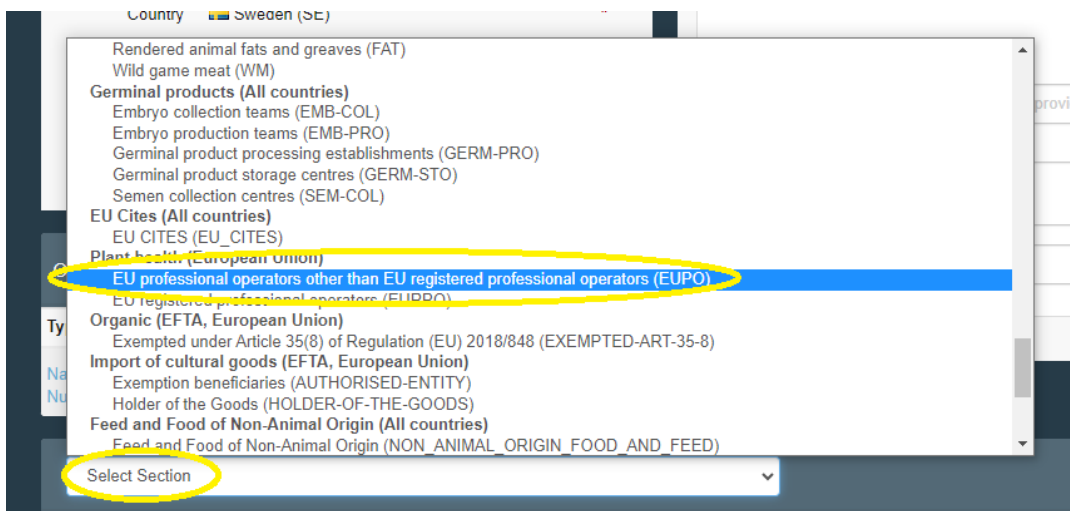 Country Sweden (SE)
Rendered animal fats and greaves (FAT)
Wild game meat (WM)
Germinal products (All countries)
Embryo collection teams (EMB-COL)
Embryo production teams (EMB-PRO)
Germinal product processing establishments (GERM-PRO)
Germinal product storage centres (GERM-STO)
Semen collection centres (SEM-COL)
EU Cites (All countries)
EU CITES (EU_CITES)
Plant health (European Union)
EU professional operators other than EU registered professional operators (EUPO)
EU registered professional operators (EURPO)
Organic (EFTA, European Union)
Exempted under Article 35(8) of Regulation (EU) 2018/848 (EXEMPTED-ART-35-8)
Import of cultural goods (EFTA, European Union)
Exemption beneficiaries (AUTHORISED-ENTITY)
Holder of the Goods (HOLDER-OF-THE-GOODS)
Feed and Food of Non-Animal Origin (All countries)
Feed and Food of Non-Animal Origin (NON_ANIMAL_ORIGIN_FOOD_AND_FEED)
Select Section